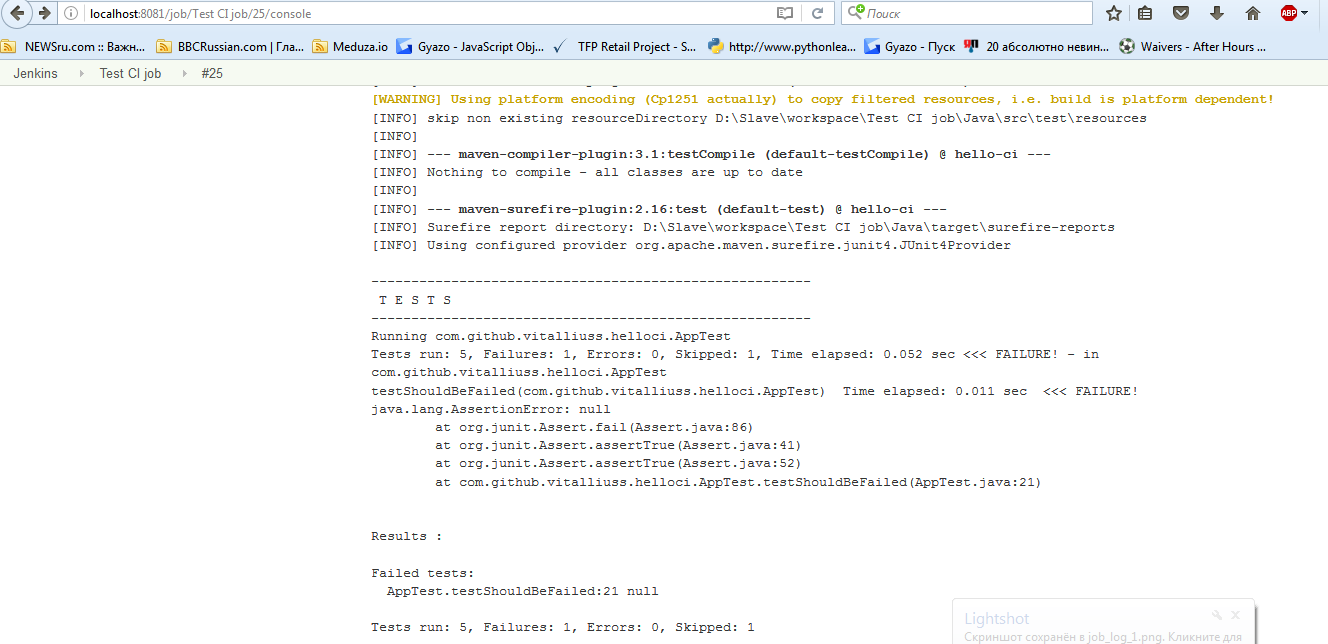 localhost:8081/job/Test CI job/25/console
Поиск
ABP
NEWSru.com :: Важн...
BBCRussian.com | Гла...
Meduza.io
Gyazo - JavaScript Obj...
TFP Retail Project - S...
http://www.pythonlea...
Gyazo - Пуск
20 абсолютно невин...
Waivers - After Hours ...
Jenkins
Test CI job
#25
[WARNING] Using platform encoding (Cp1251 actually) to copy filtered resources, i.e. build is platform dependent!
[INFO] skip non existing resourceDirectory D:\Slave\workspace\Test CI job\Java\src\test\resources
[INFO]
[INFO] --- maven-compiler-plugin:3.1:testCompile (default-testCompile) @ hello-ci ---
[INFO] Nothing to compile - all classes are up to date
[INFO]
[INFO] --- maven-surefire-plugin:2.16:test (default-test) @ hello-ci ---
[INFO] Surefire report directory: D:\Slave\workspace\Test CI job\Java\target\surefire-reports
[INFO] Using configured provider org.apache.maven.surefire.junit4.JUnit4Provider
-------------------------------------------------------
T E S T S
-------------------------------------------------------
Running com.github.vitalliuss.helloci.AppTest
Tests run: 5, Failures: 1, Errors: 0, Skipped: 1, Time elapsed: 0.052 sec <<< FAILURE! - in
com.github.vitalliuss.helloci.AppTest
testShouldBeFailed(com.github.vitalliuss.helloci.AppTest)  Time elapsed: 0.011 sec  <<< FAILURE!
java.lang.AssertionError: null
at org.junit.Assert.fail(Assert.java:86)
at org.junit.Assert.assertTrue(Assert.java:41)
at org.junit.Assert.assertTrue(Assert.java:52)
at com.github.vitalliuss.helloci.AppTest.testShouldBeFailed(AppTest.java:21)
Results :
Failed tests:
AppTest.testShouldBeFailed:21 null
Tests run: 5, Failures: 1, Errors: 0, Skipped: 1
Lightshot
Скриншот сохранён в job_log_1.png. Кликните для